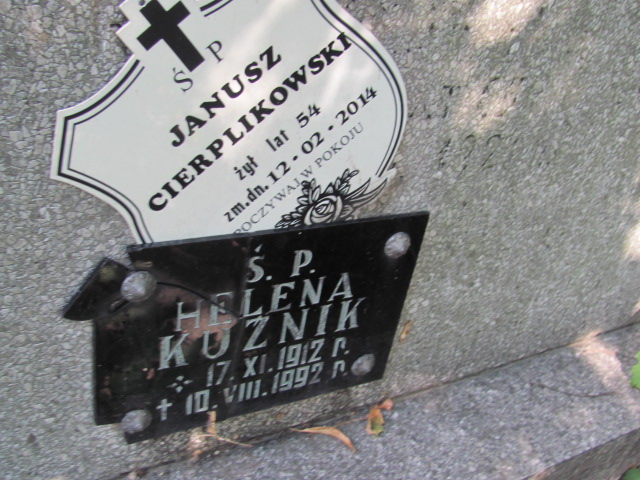 Ś P
JANUSZ
CIERPLIKOWSKI
żył lat 54
zm.dn. 12-02-2014
SPOCZYWAJ W POKOJU
Ś. P.
HELENA
KUŹNIK
17.XI.1912 r.
10.VIII.1992 r.